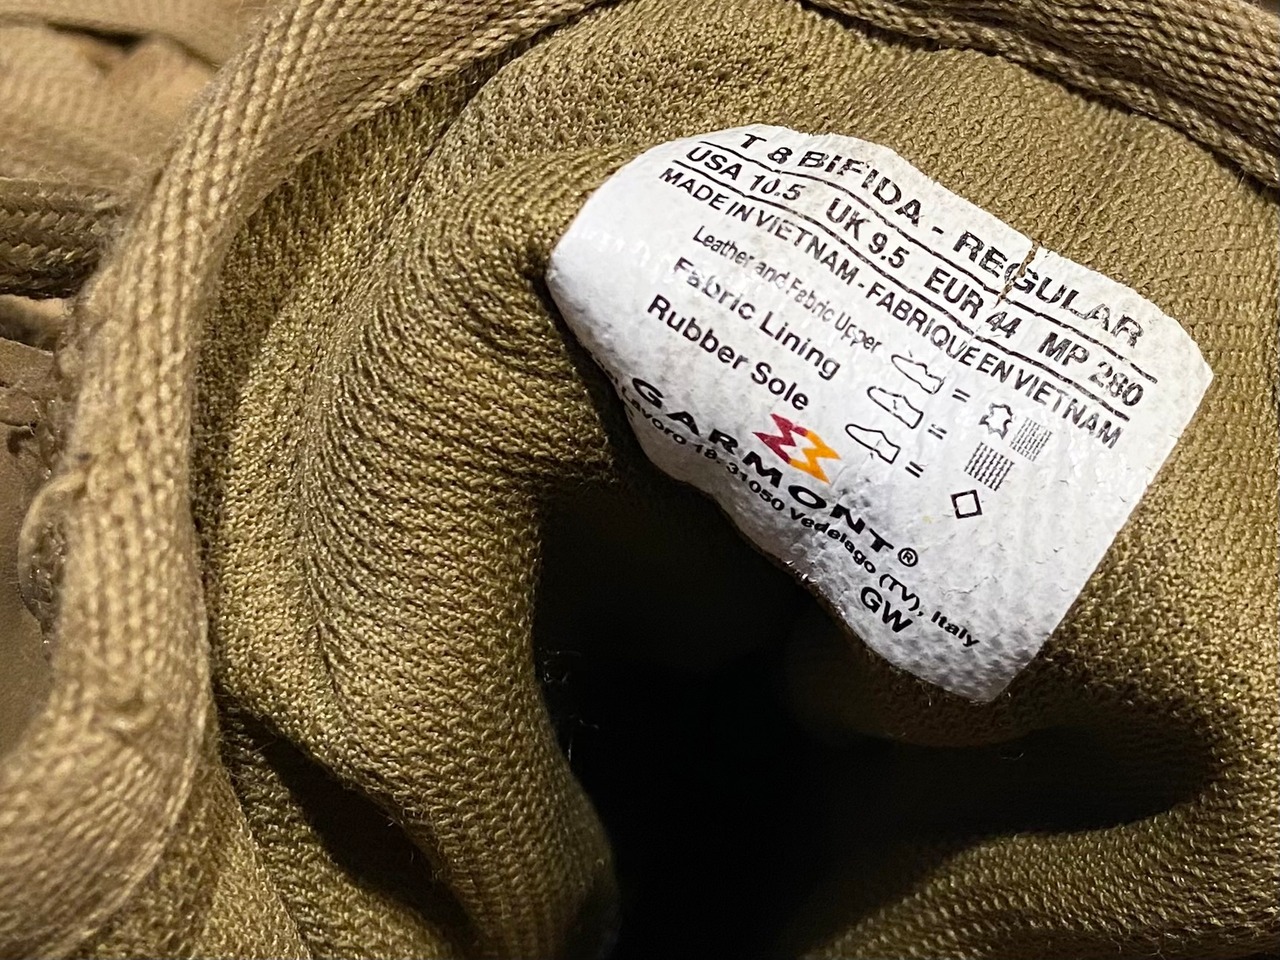 T 8 BIFIDA - REGULAR
USA 10.5 UK 9.5 EUR 44 MP 280
MADE IN VIETNAM - FABRIQUE EN VIETNAM
Leather and Fabric Upper =
Fabric Lining =
Rubber Sole =
GARMONT®
Lavoro 18, 31050 Vedelago (TV), Italy
GW